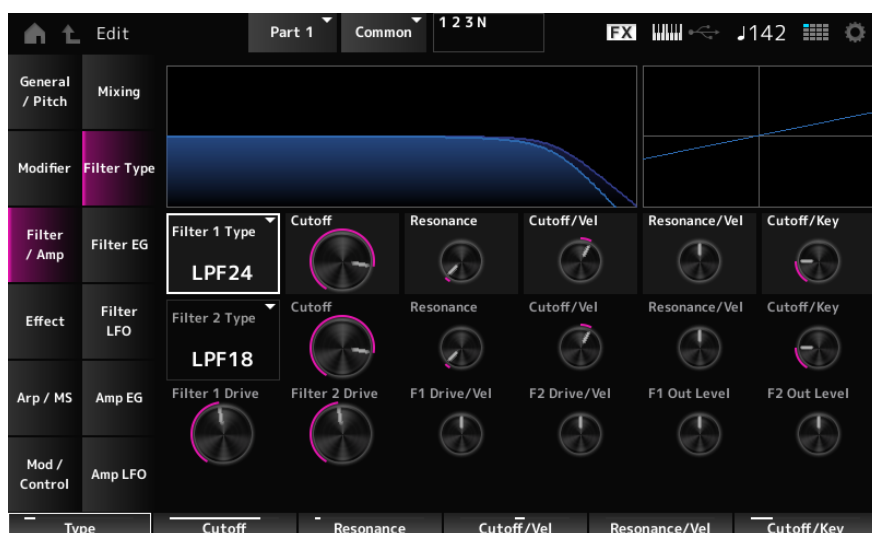 Edit
Part 1
Common
1 2 3 N
FX
♩142
General / Pitch
Mixing
Modifier
Filter Type
Filter / Amp
Filter EG
Effect
Filter LFO
Arp / MS
Amp EG
Mod / Control
Amp LFO
Filter 1 Type
LPF24
Cutoff
Resonance
Cutoff/Vel
Resonance/Vel
Cutoff/Key
Filter 2 Type
LPF18
Cutoff
Resonance
Cutoff/Vel
Resonance/Vel
Cutoff/Key
Filter 1 Drive
Filter 2 Drive
F1 Drive/Vel
F2 Drive/Vel
F1 Out Level
F2 Out Level
Type
Cutoff
Resonance
Cutoff/Vel
Resonance/Vel
Cutoff/Key